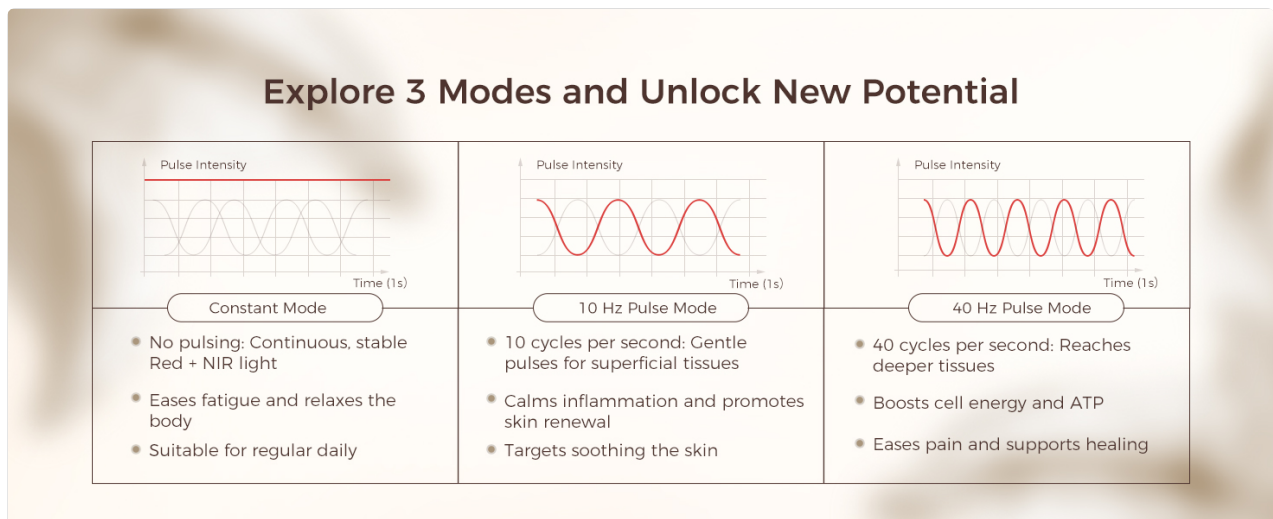 Explore 3 Modes and Unlock New Potential
Pulse Intensity
Time (1s)
Constant Mode
No pulsing: Continuous, stable
Red + NIR light
Eases fatigue and relaxes the
body
Suitable for regular daily
Pulse Intensity
Time (1s)
10 Hz Pulse Mode
10 cycles per second: Gentle
pulses for superficial tissues
Calms inflammation and promotes
skin renewal
Targets soothing the skin
Pulse Intensity
Time (1s)
40 Hz Pulse Mode
40 cycles per second: Reaches
deeper tissues
Boosts cell energy and ATP
Eases pain and supports healing